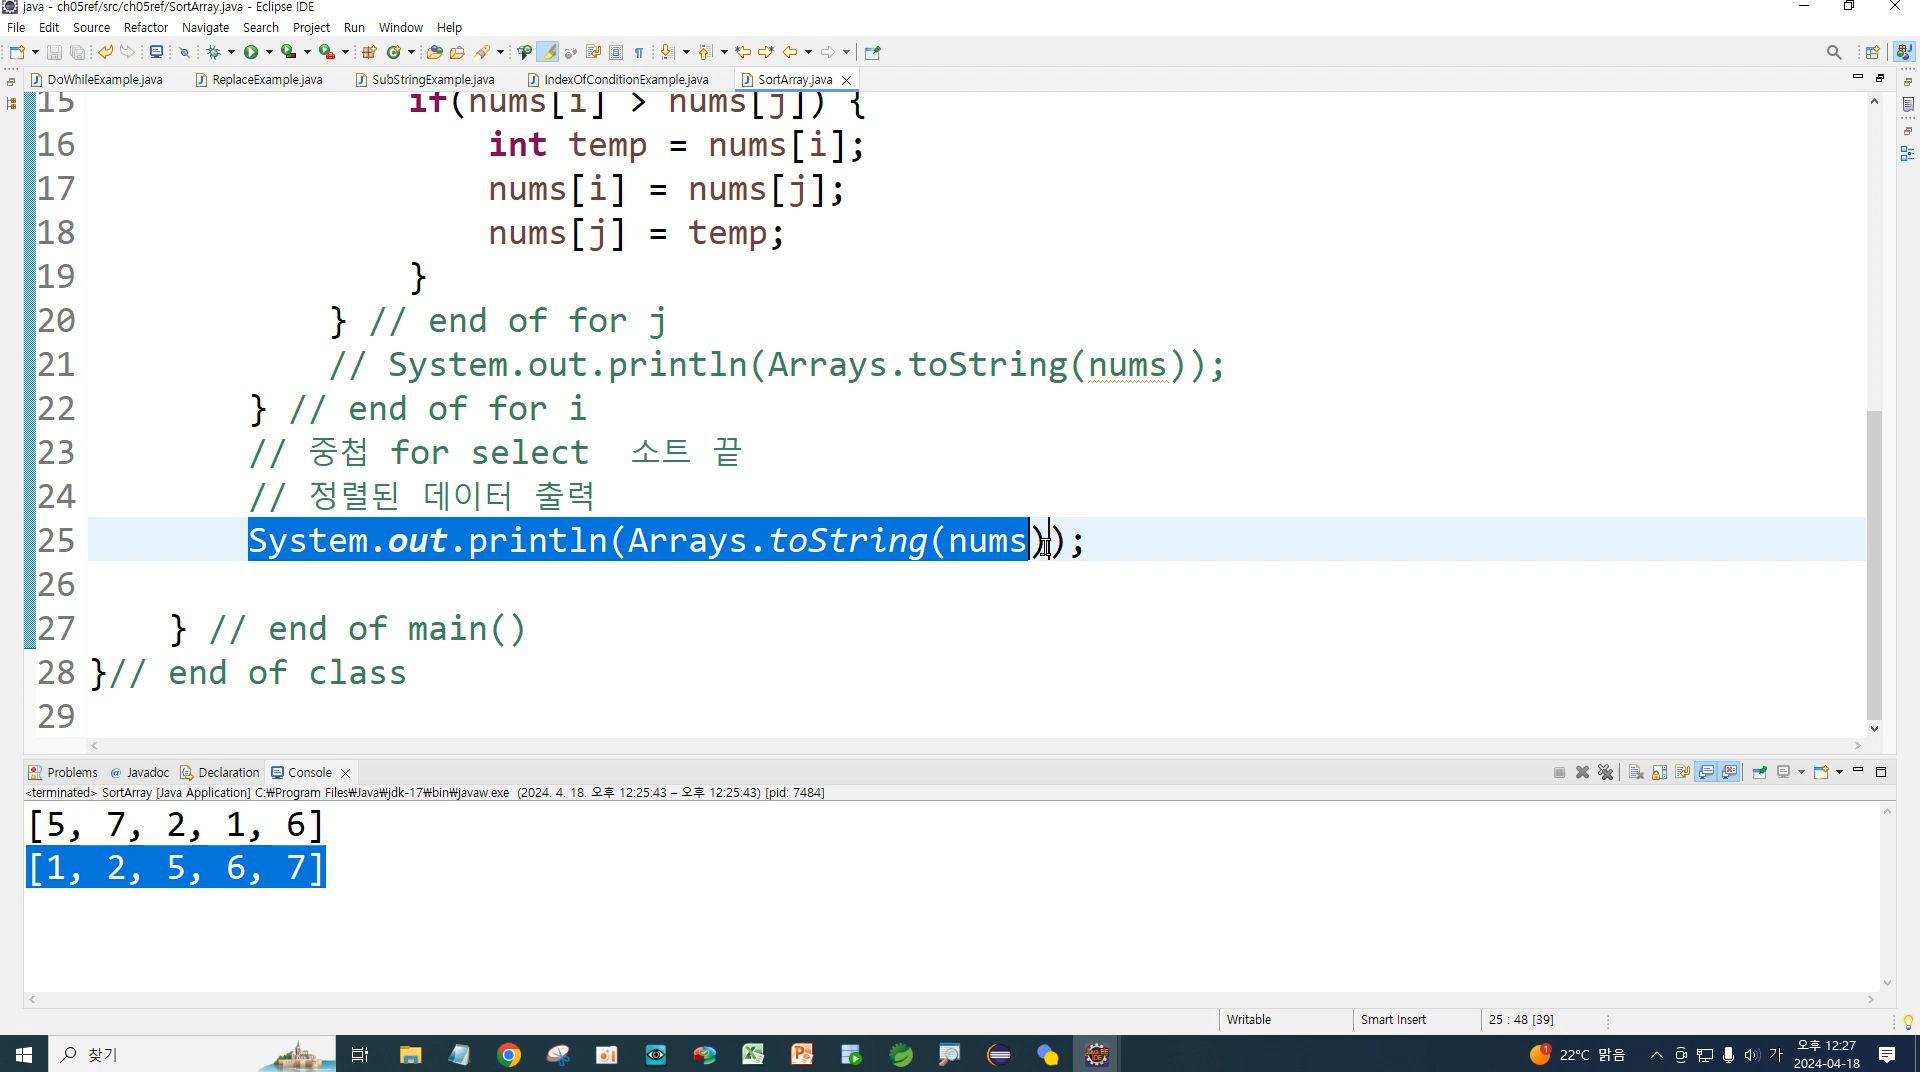 java - ch05ref/src/ch05ref/SortArray.java - Eclipse IDE
File Edit Source Refactor Navigate Search Project Run Window Help
DoWhileExample.java ReplaceExample.java SubStringExample.java IndexOfConditionExample.java SortArray.java
15 if(nums[i] > nums[j]) {
16 int temp = nums[i];
17 nums[i] = nums[j];
18 nums[j] = temp;
19 }
20 } // end of for j
21 // System.out.println(Arrays.toString(nums));
22 } // end of for i
23 // 중첩 for select 소트 끝
24 // 정렬된 데이터 출력
25 System.out.println(Arrays.toString(nums));
26
27 } // end of main()
28 }// end of class
29
Problems @ Javadoc Declaration Console
<terminated> SortArray [Java Application] C:₩Program Files₩Java₩jdk-17₩bin₩javaw.exe (2024. 4. 18. 오후 12:25:43 – 오후 12:25:43) [pid: 7484]
[5, 7, 2, 1, 6]
[1, 2, 5, 6, 7]
Writable Smart Insert 25 : 48 [39]
찾기 22°C 맑음 가 오후 12:27
2024-04-18